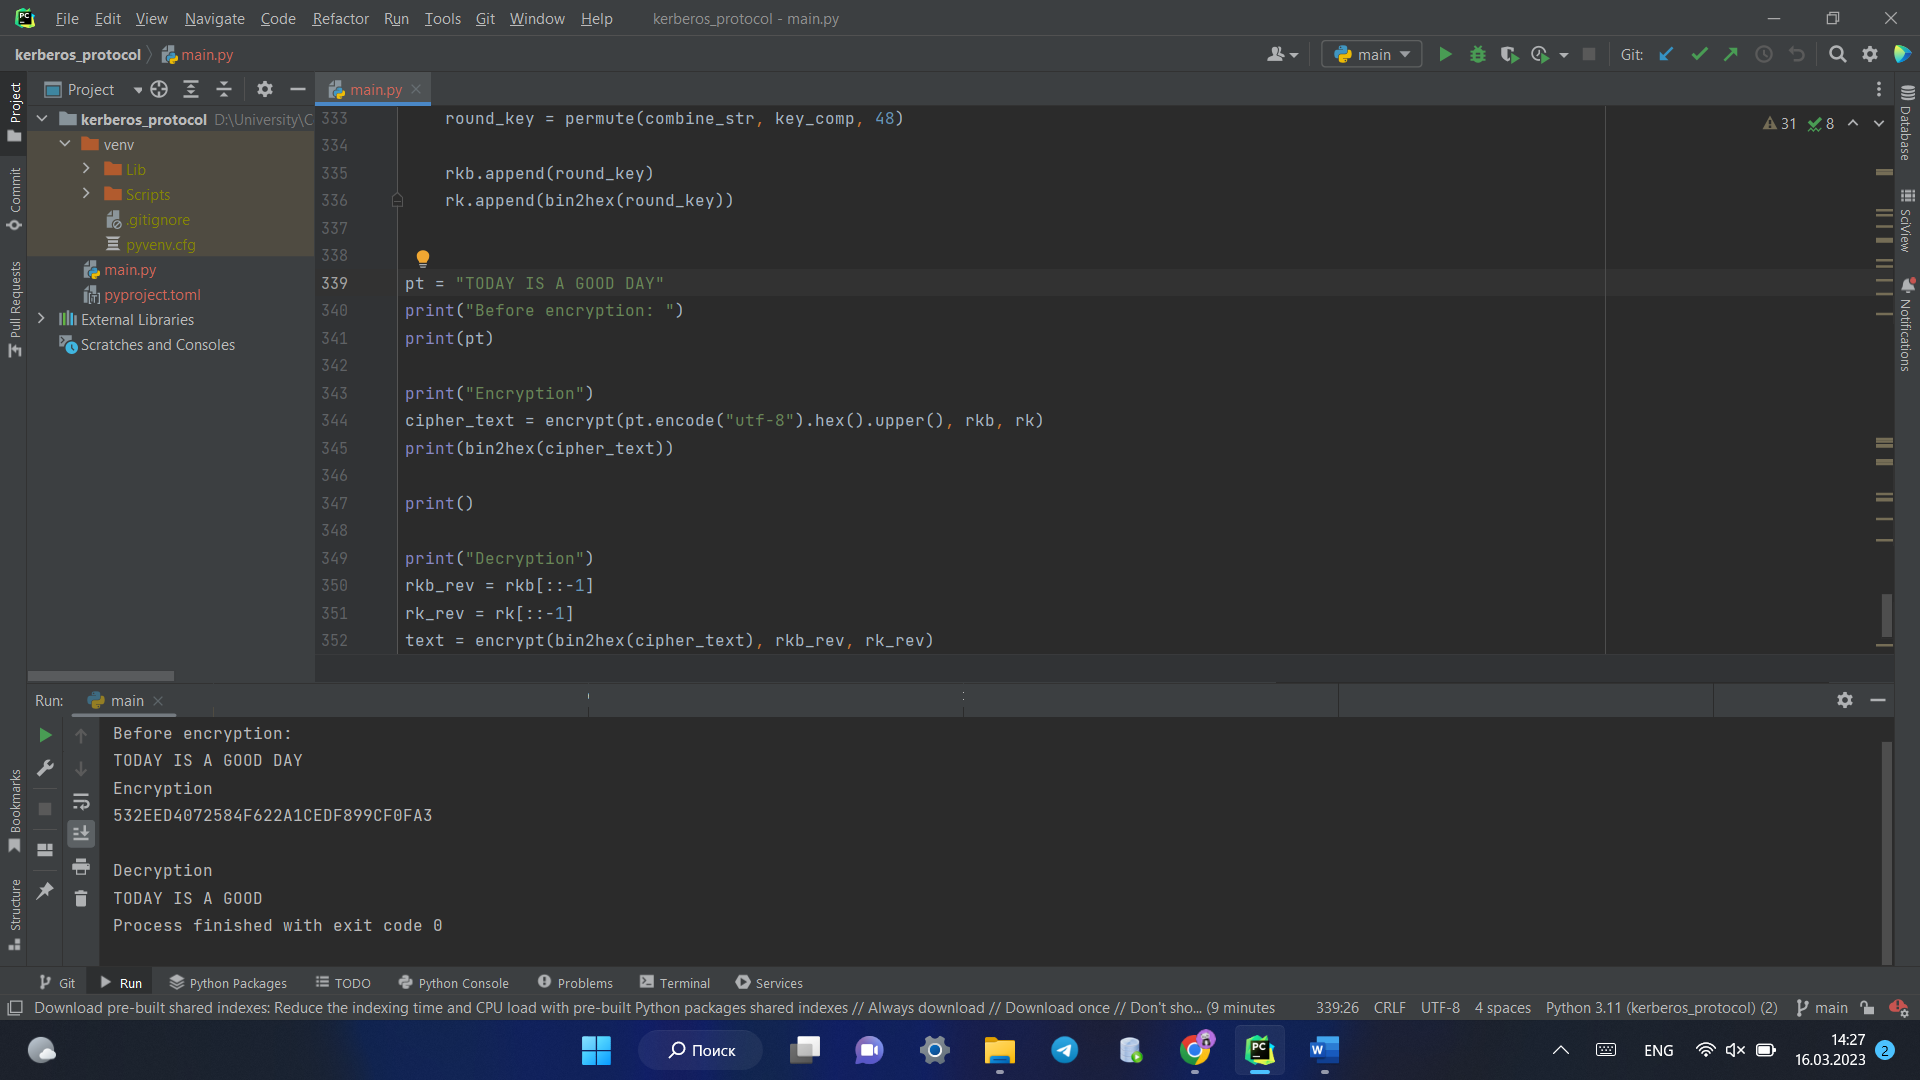 File Edit View Navigate Code Refactor Run Tools Git Window Help kerberos_protocol - main.py
kerberos_protocol main.py main Git:
Project main.py
31 8
Project
Commit
Pull Requests
Bookmarks
Structure
kerberos_protocol D:\University\C
venv
Lib
Scripts
.gitignore
pyvenv.cfg
main.py
pyproject.toml
External Libraries
Scratches and Consoles
333 round_key = permute(combine_str, key_comp, 48)
334
335 rkb.append(round_key)
336 rk.append(bin2hex(round_key))
337
338
339 pt = "TODAY IS A GOOD DAY"
340 print("Before encryption: ")
341 print(pt)
342
343 print("Encryption")
344 cipher_text = encrypt(pt.encode("utf-8").hex().upper(), rkb, rk)
345 print(bin2hex(cipher_text))
346
347 print()
348
349 print("Decryption")
350 rkb_rev = rkb[::-1]
351 rk_rev = rk[::-1]
352 text = encrypt(bin2hex(cipher_text), rkb_rev, rk_rev)
Database
SciView
Notifications
Run: main
Before encryption:
TODAY IS A GOOD DAY
Encryption
532EED4072584F622A1CEDF899CF0FA3
Decryption
TODAY IS A GOOD
Process finished with exit code 0
Git Run Python Packages TODO Python Console Problems Terminal Services
Download pre-built shared indexes: Reduce the indexing time and CPU load with pre-built Python packages shared indexes // Always download // Download once // Don't sho... (9 minutes 339:26 CRLF UTF-8 4 spaces Python 3.11 (kerberos_protocol) (2) main
Поиск ENG 14:27
16.03.2023 2